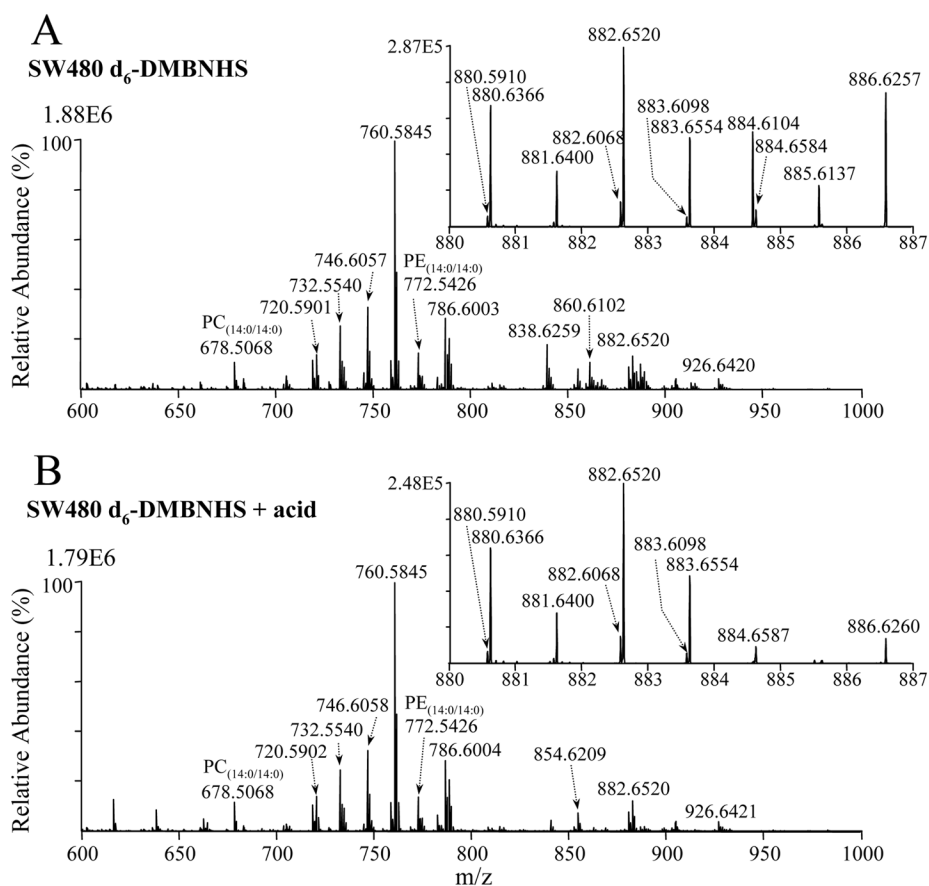 A
SW480 d6-DMBNHS
1.88E6
100
Relative Abundance (%)
760.5845
746.6057
732.5540
720.5901
PC(14:0/14:0)
678.5068
PE(14:0/14:0)
772.5426
786.6003
838.6259
860.6102
882.6520
926.6420
600 650 700 750 800 850 900 950 1000
2.87E5
882.6520
880.5910
880.6366
881.6400
882.6068
883.6098
883.6554
884.6104
884.6584
885.6137
886.6257
880 881 882 883 884 885 886 887
B
SW480 d6-DMBNHS + acid
1.79E6
100
Relative Abundance (%)
760.5845
746.6058
732.5540
720.5902
PC(14:0/14:0)
678.5068
PE(14:0/14:0)
772.5426
786.6004
854.6209
882.6520
926.6421
600 650 700 750 800 850 900 950 1000
m/z
2.48E5
882.6520
880.5910
880.6366
881.6400
882.6068
883.6098
883.6554
884.6587
886.6260
880 881 882 883 884 885 886 887